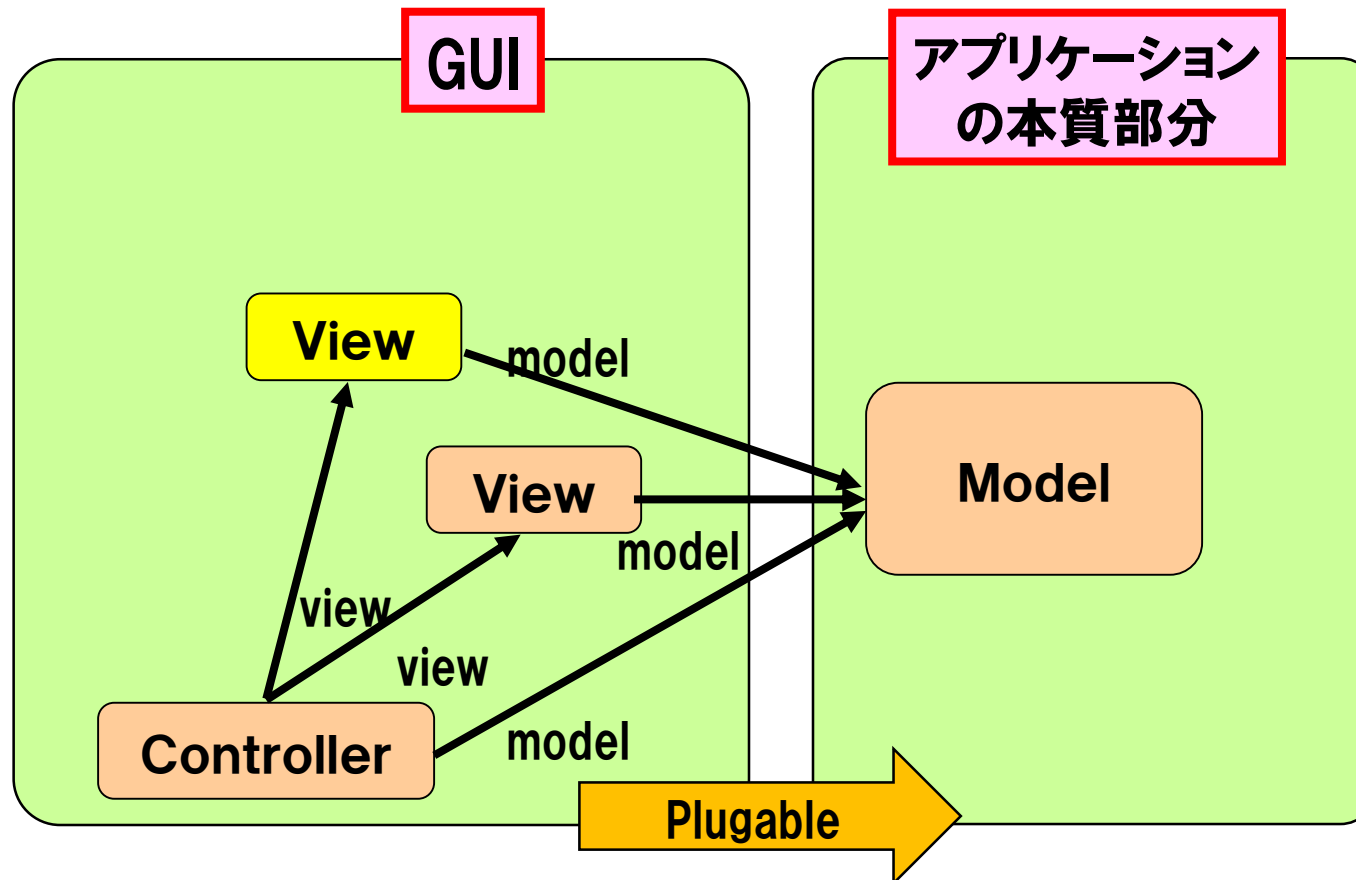 GUI
アプリケーション
の本質部分
View
model
View
Model
model
view
view
Controller
model
Plugable